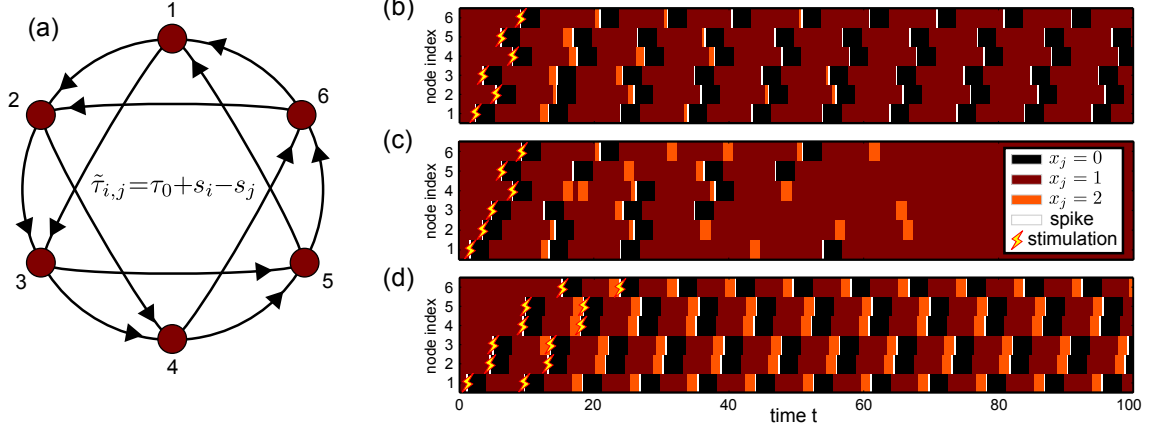 (a)
1
2
6
τ̃ᵢ,ⱼ=τ₀+sᵢ−sⱼ
3
5
4
(b)
node index
6
5
4
3
2
1
(c)
node index
6
5
4
3
2
1
xⱼ = 0
xⱼ = 1
xⱼ = 2
spike
stimulation
(d)
node index
6
5
4
3
2
1
0 20 40 60 80 100
time t